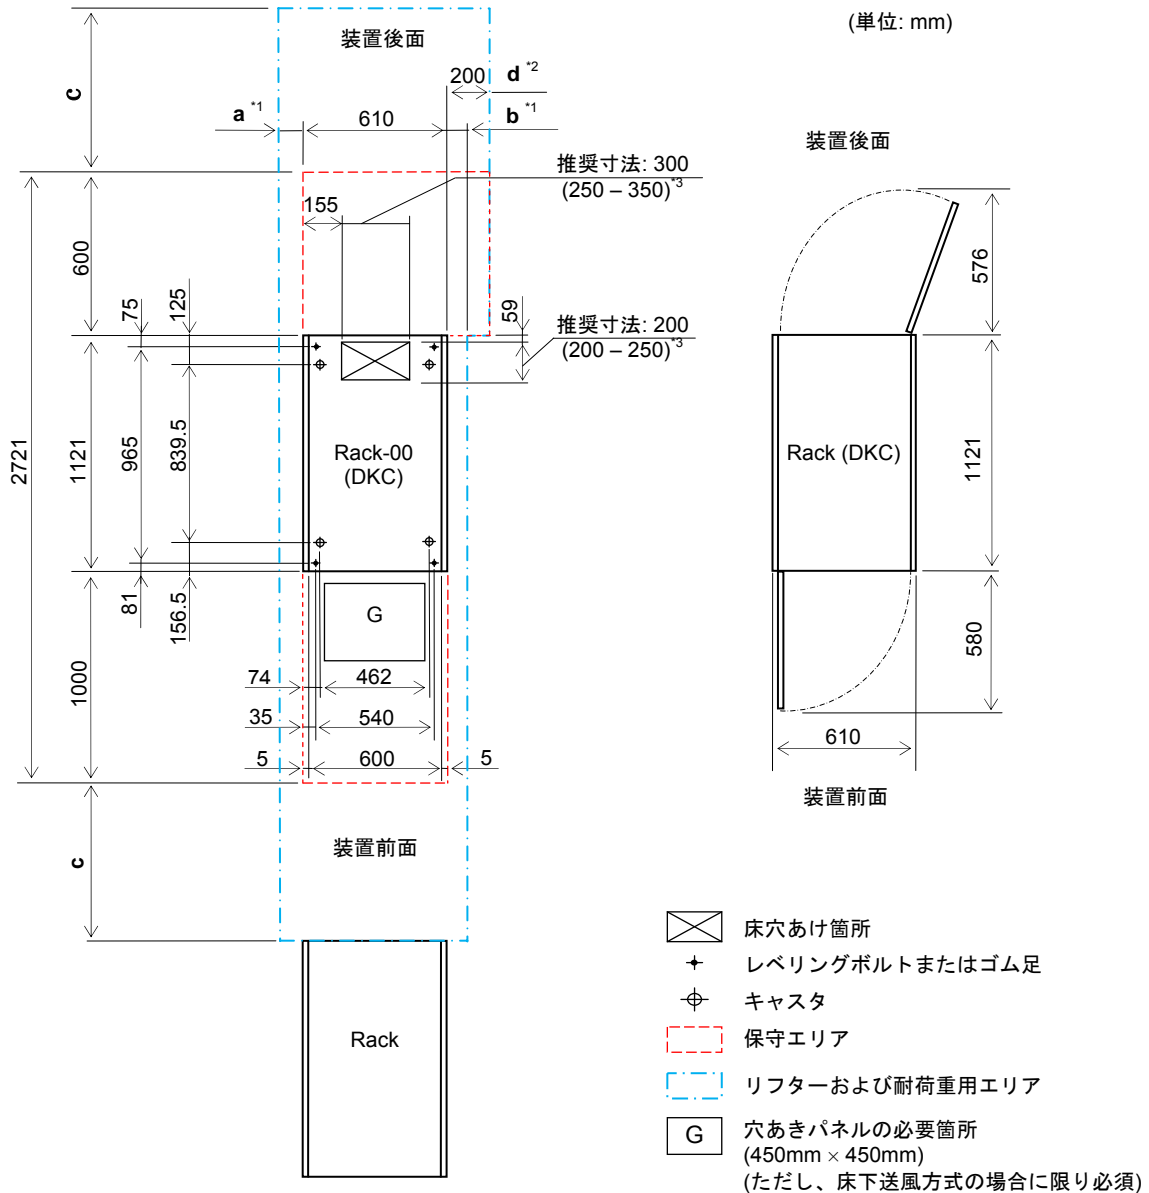 (単位: mm)
装置後面
c
200 d *2
a *1
610
b *1
装置後面
推奨寸法: 300
(250 – 350)*3
155
600
576
75
125
59
推奨寸法: 200
(200 – 250)*3
2721
1121
965
839.5
Rack-00
(DKC)
Rack (DKC)
1121
81
156.5
G
580
1000
74
462
35
540
5
600
5
610
装置前面
装置前面
c
床穴あけ箇所
レベリングボルトまたはゴム足
キャスタ
Rack
保守エリア
リフターおよび耐荷重用エリア
G
穴あきパネルの必要箇所
(450mm × 450mm)
(ただし、床下送風方式の場合に限り必須)